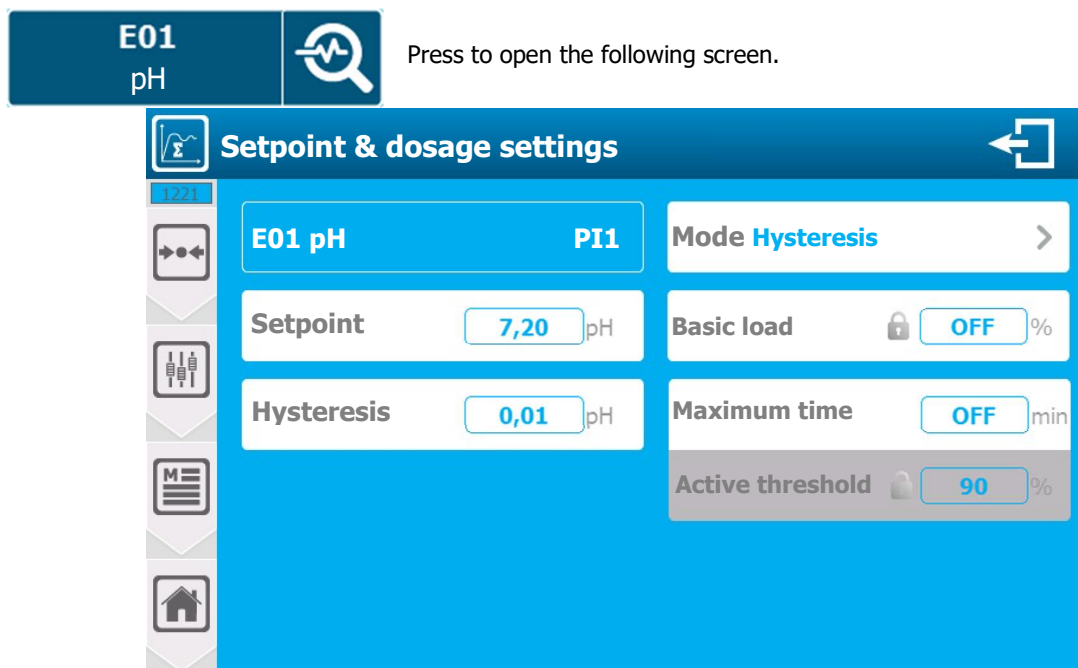 E01
pH
Press to open the following screen.
Σ
Setpoint & dosage settings
1221
E01 pH PI1
Mode Hysteresis
Setpoint 7,20 pH
Basic load OFF %
Hysteresis 0,01 pH
Maximum time OFF min
M
Active threshold 90 %